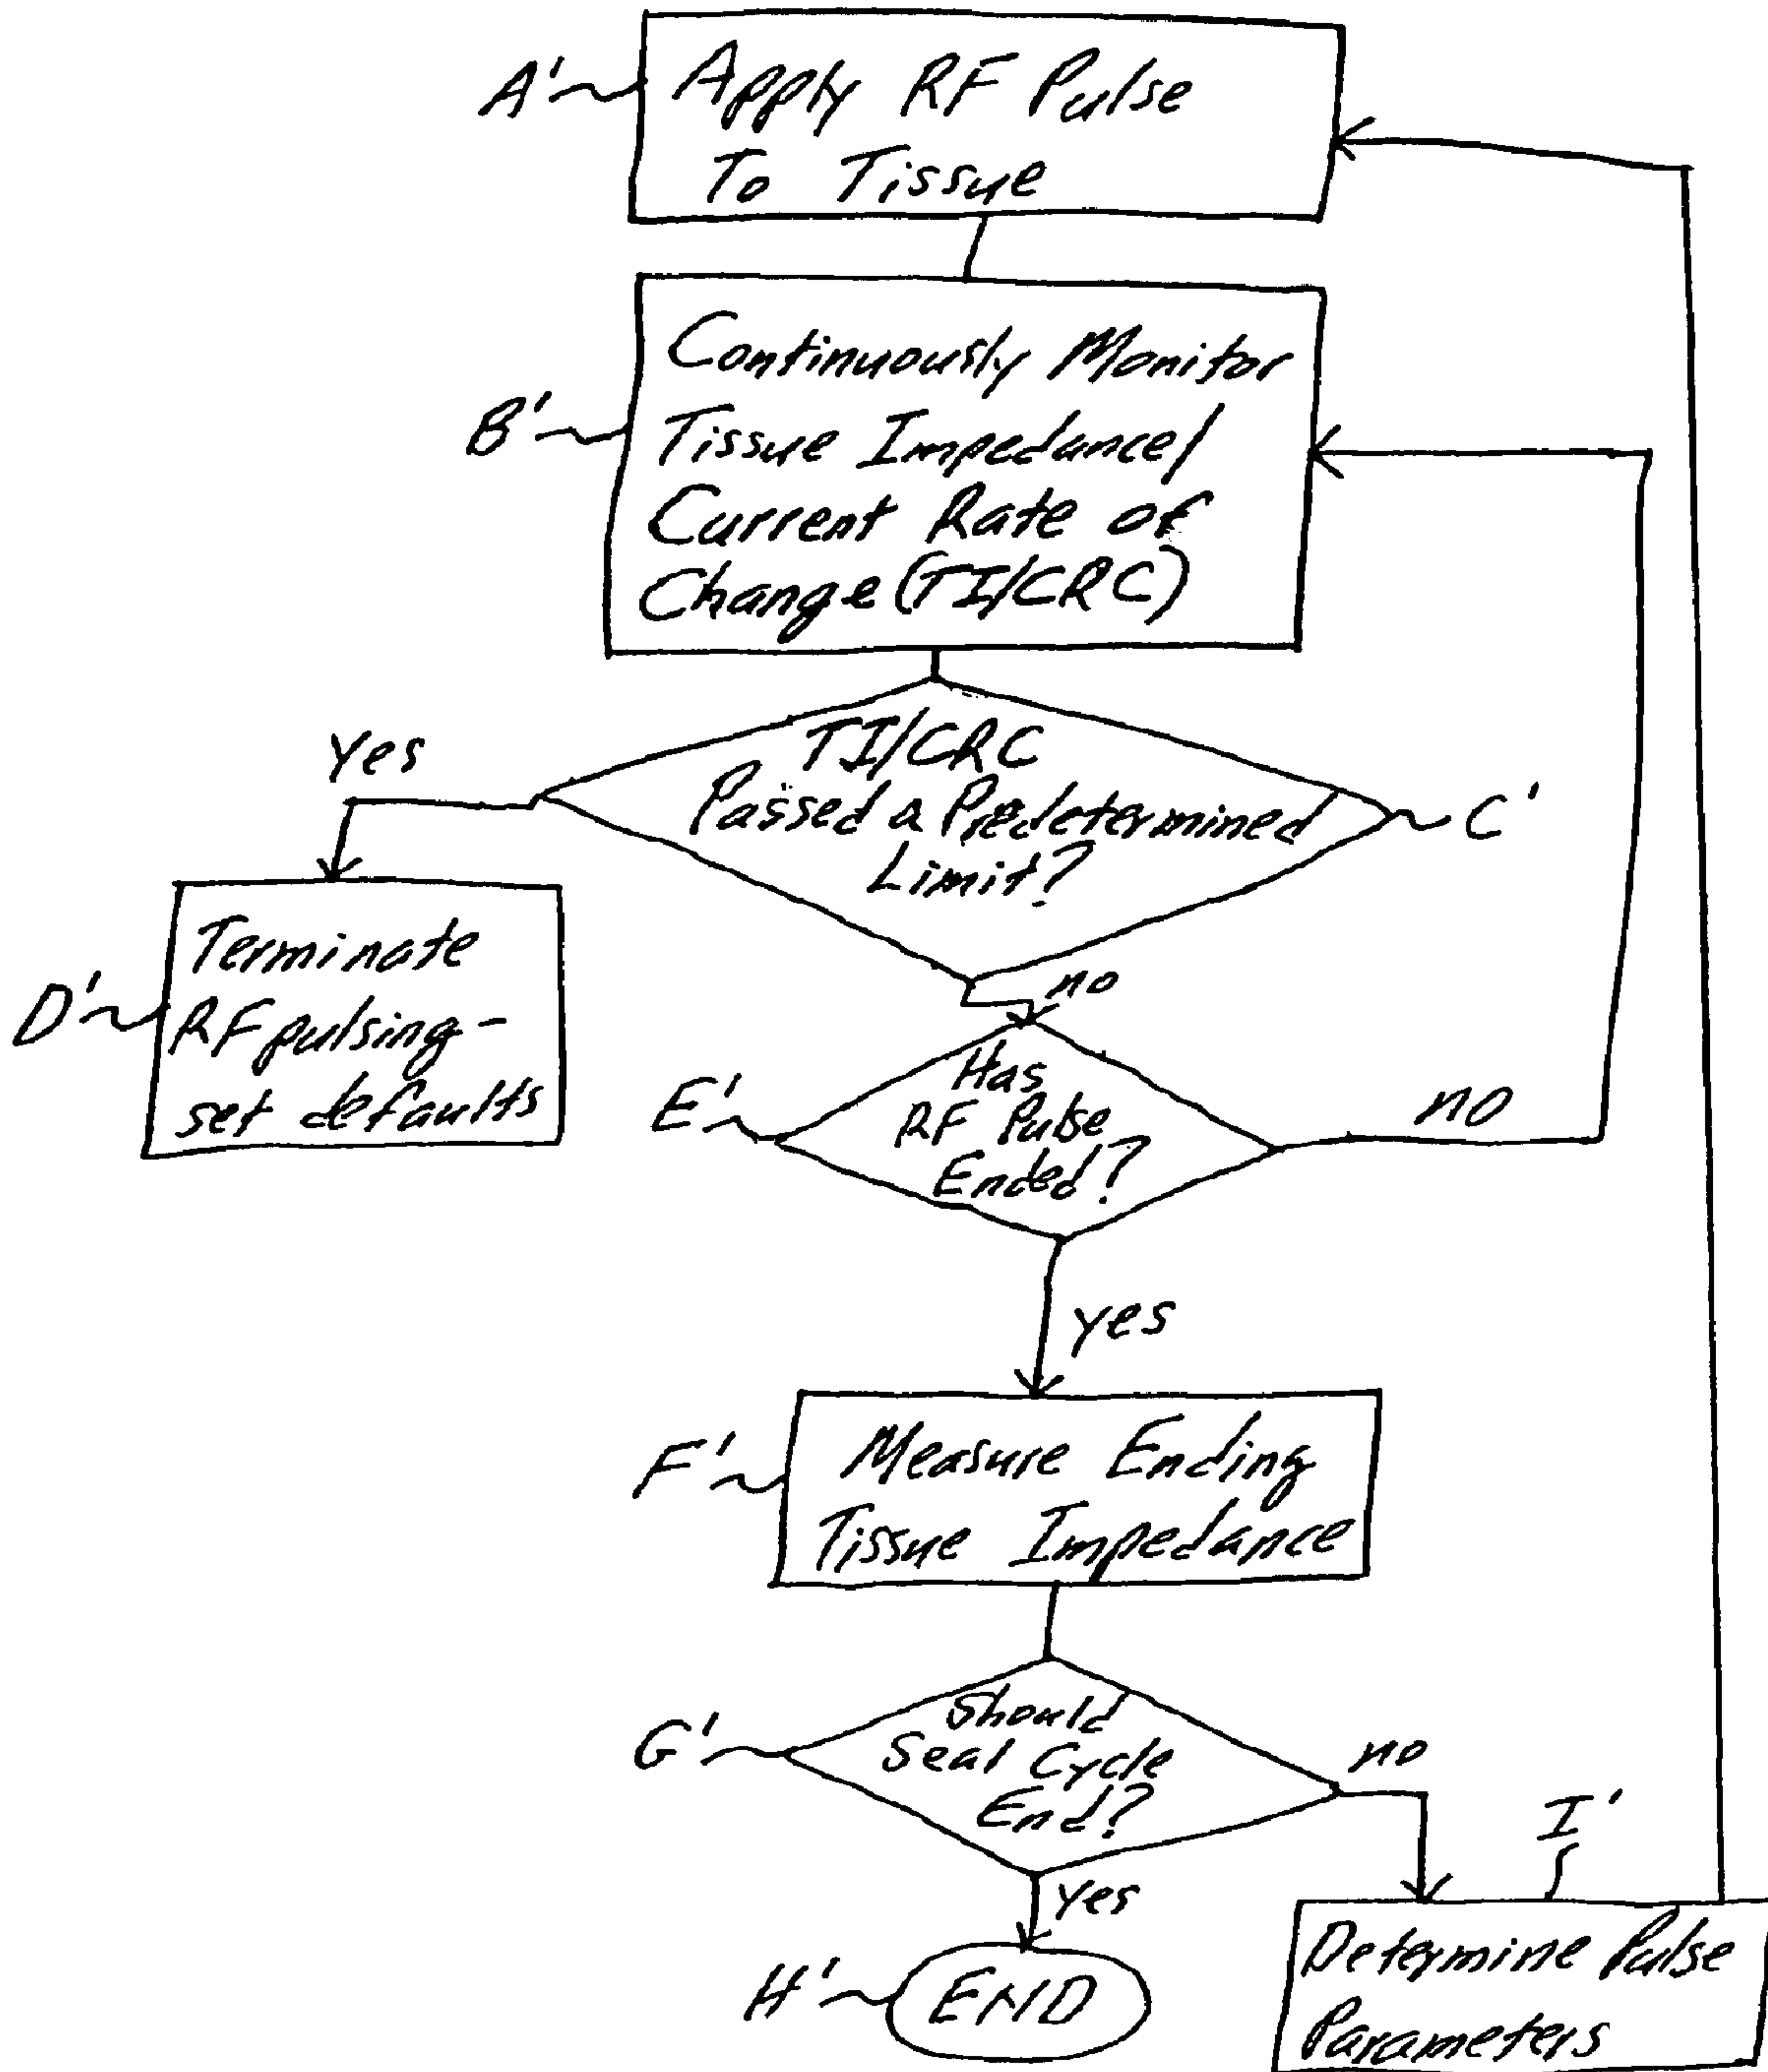 A'
Apply RF Pulse
To Tissue
B'
Continuously Monitor
Tissue Impedance/
Current Rate of
Change (TI/CRC)
Yes
TI/CRC
Passed a Predetermined
Limit?
C'
no
D'
Terminate
RF pulsing-
set defaults
E'
Has
RF Pulse
Ended?
no
yes
F'
Measure Ending
Tissue Impedance
G'
Should
Seal Cycle
End?
no
I'
Yes
H'
END
Determine Pulse
Parameters